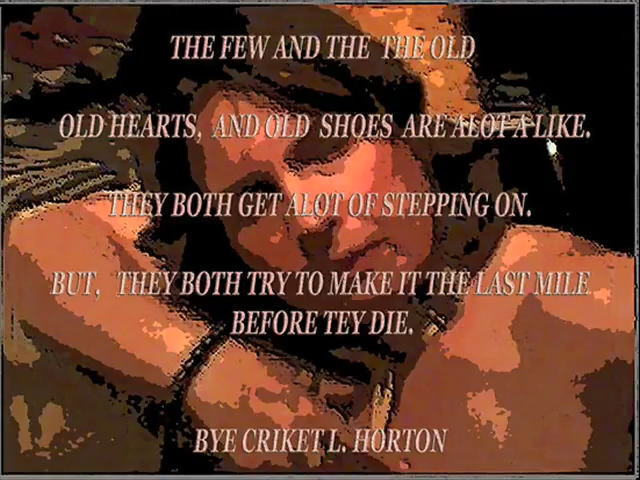 THE FEW AND THE THE OLD
OLD HEARTS, AND OLD SHOES ARE ALOT A LIKE.
THEY BOTH GET ALOT OF STEPPING ON.
BUT, THEY BOTH TRY TO MAKE IT THE LAST MILE
BEFORE TEY DIE.
BYE CRIKET L. HORTON